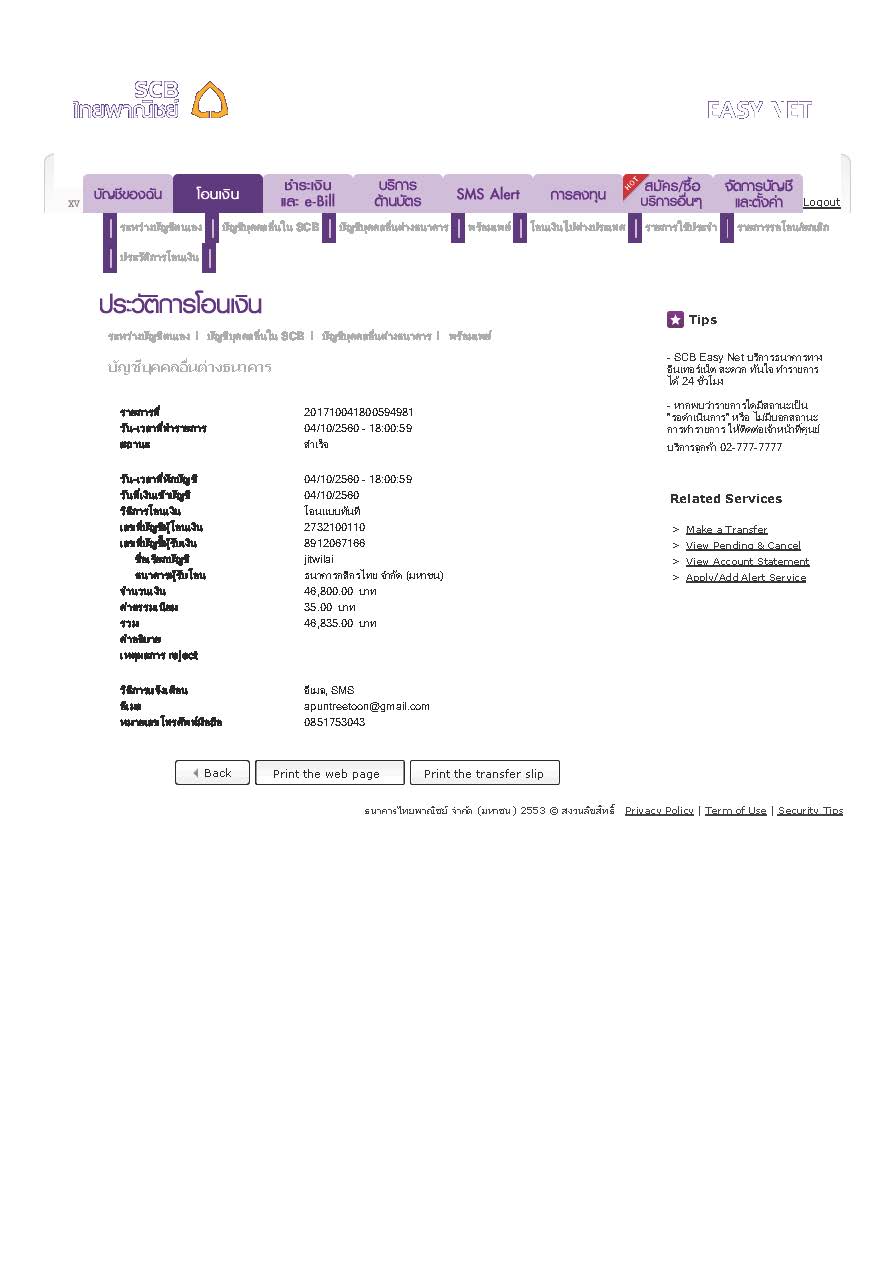 SCB
ไทยพาณิชย์
EASY NET
xv บัญชีของฉัน โอนเงิน ชำระเงิน และ e-Bill บริการ ด้านบัตร SMS Alert การลงทุน HOT สมัคร/ซื้อ บริการอื่นๆ จัดการบัญชี และตั้งค่า Logout
ระหว่างบัญชีตนเอง บัญชีบุคคลอื่นใน SCB บัญชีบุคคลอื่นต่างธนาคาร พร้อมเพย์ โอนเงินไปต่างประเทศ รายการใช้ประจำ รายการรอโอน/ยกเลิก
ประวัติการโอนเงิน
ประวัติการโอนเงิน
ระหว่างบัญชีตนเอง | บัญชีบุคคลอื่นใน SCB | บัญชีบุคคลอื่นต่างธนาคาร | พร้อมเพย์
บัญชีบุคคลอื่นต่างธนาคาร
รายการที่ 201710041800594981
วัน-เวลาที่ทำรายการ 04/10/2560 - 18:00:59
สถานะ สำเร็จ
วัน-เวลาที่หักบัญชี 04/10/2560 - 18:00:59
วันที่เงินเข้าบัญชี 04/10/2560
วิธีการโอนเงิน โอนแบบทันที
เลขที่บัญชีผู้โอนเงิน 2732100110
เลขที่บัญชีผู้รับเงิน 8912067166
ชื่อเรียกบัญชี jitwilai
ธนาคารผู้รับโอน ธนาคารกสิกรไทย จำกัด (มหาชน)
จำนวนเงิน 46,800.00 บาท
ค่าธรรมเนียม 35.00 บาท
รวม 46,835.00 บาท
คำอธิบาย
เหตุผลการ reject
วิธีการแจ้งเตือน อีเมล, SMS
อีเมล apuntreetoon@gmail.com
หมายเลขโทรศัพท์มือถือ 0851753043
Back Print the web page Print the transfer slip
Tips
- SCB Easy Net บริการธนาคารทาง
อินเทอร์เน็ต สะดวก ทันใจ ทำรายการ
ได้ 24 ชั่วโมง
- หากพบว่ารายการใดมีสถานะเป็น
"รอดำเนินการ" หรือ ไม่มีบอกสถานะ
การทำรายการ ให้ติดต่อเจ้าหน้าที่ศูนย์
บริการลูกค้า 02-777-7777
Related Services
> Make a Transfer
> View Pending & Cancel
> View Account Statement
> Apply/Add Alert Service
ธนาคารไทยพาณิชย์ จำกัด (มหาชน) 2553 © สงวนลิขสิทธิ์ Privacy Policy | Term of Use | Security Tips